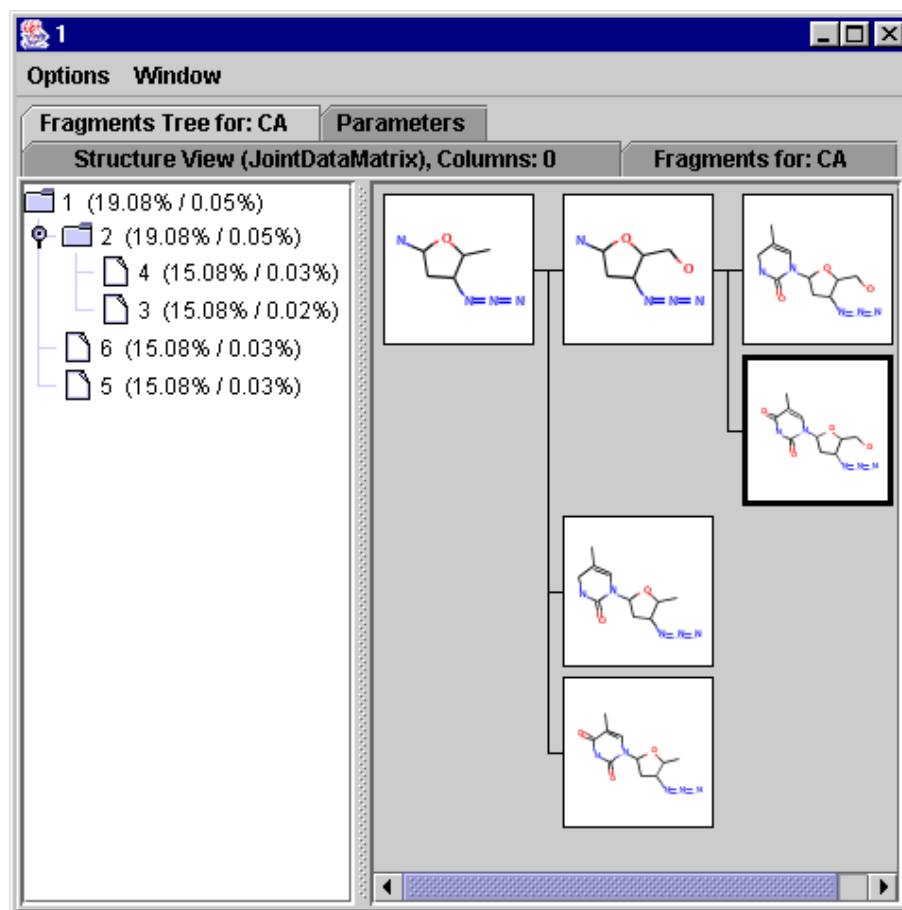 1
Options Window
Fragments Tree for: CA Parameters
Structure View (JointDataMatrix), Columns: 0 Fragments for: CA
1 (19.08% / 0.05%)
2 (19.08% / 0.05%)
4 (15.08% / 0.03%)
3 (15.08% / 0.02%)
6 (15.08% / 0.03%)
5 (15.08% / 0.03%)
N O N=N=N
N O O N=N=N
N N O O O N=N=N
O N N O O O N=N=N
N N O O N=N=N
O N N O O N=N=N